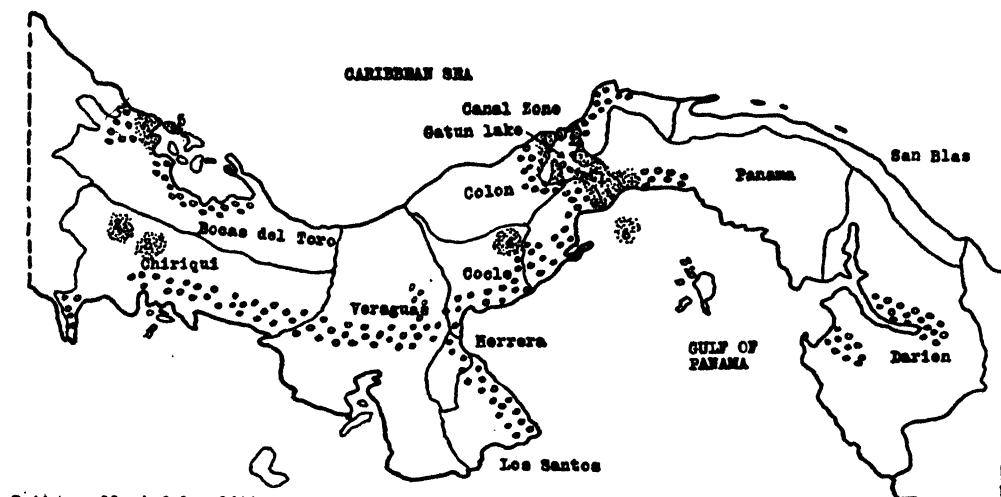 CARIBBEAN SEA
Canal Zone
Gatun lake
San Blas
Colon
Panama
Bocas del Toro
Chiriqui
Cocle
Veraguas
Herrera
GULF OF
PANAMA
Darien
Los Santos